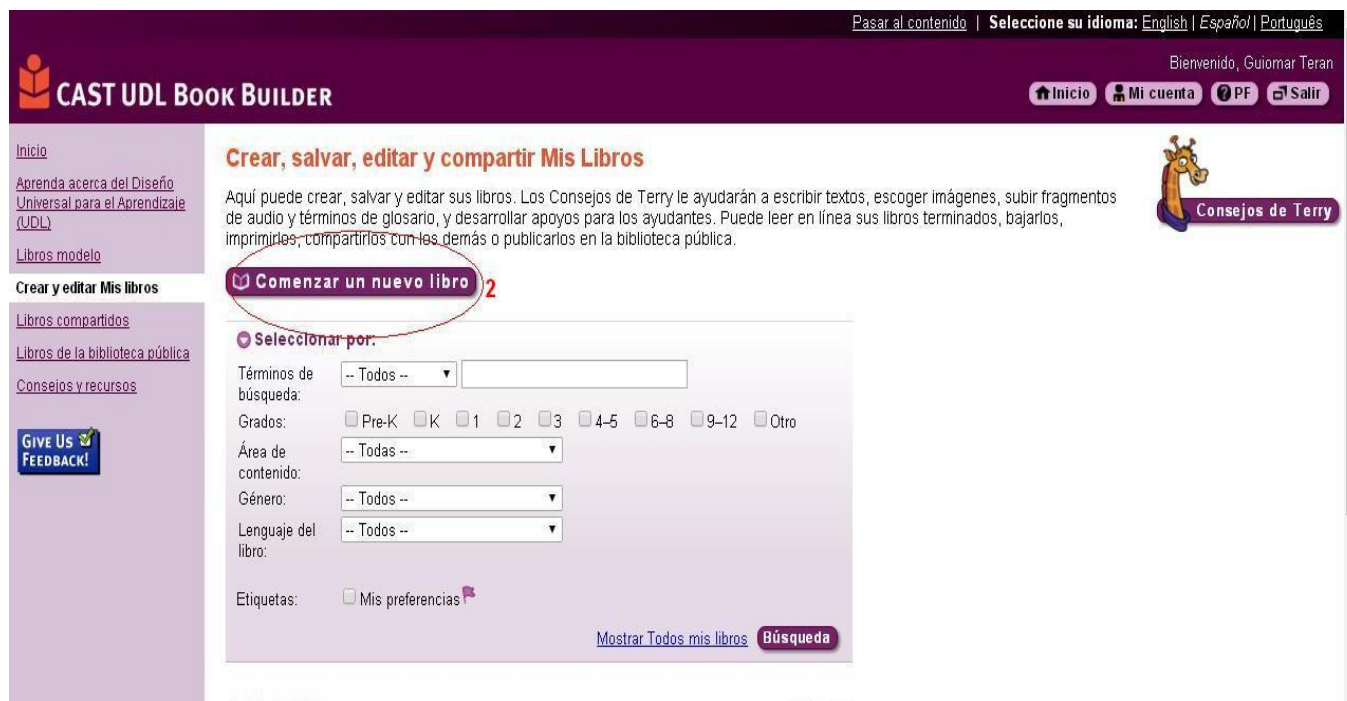 Pasar al contenido | Seleccione su idioma: English | Español | Português
Bienvenido, Guiomar Teran
CAST UDL BOOK BUILDER
Inicio Mi cuenta PF Salir
Inicio
Aprenda acerca del Diseño
Universal para el Aprendizaje
(UDL)
Libros modelo
Crear y editar Mis libros
Libros compartidos
Libros de la biblioteca pública
Consejos y recursos
GIVE US
FEEDBACK!
Crear, salvar, editar y compartir Mis Libros
Aquí puede crear, salvar y editar sus libros. Los Consejos de Terry le ayudarán a escribir textos, escoger imágenes, subir fragmentos
de audio y términos de glosario, y desarrollar apoyos para los ayudantes. Puede leer en línea sus libros terminados, bajarlos,
imprimirlos, compartirlos con los demás o publicarlos en la biblioteca pública.
Consejos de Terry
Comenzar un nuevo libro 2
Seleccionar por:
Términos de -- Todos --
búsqueda:
Grados: Pre-K K 1 2 3 4–5 6–8 9–12 Otro
Área de -- Todas --
contenido:
Género: -- Todos --
Lenguaje del -- Todos --
libro:
Etiquetas: Mis preferencias
Mostrar Todos mis libros Búsqueda